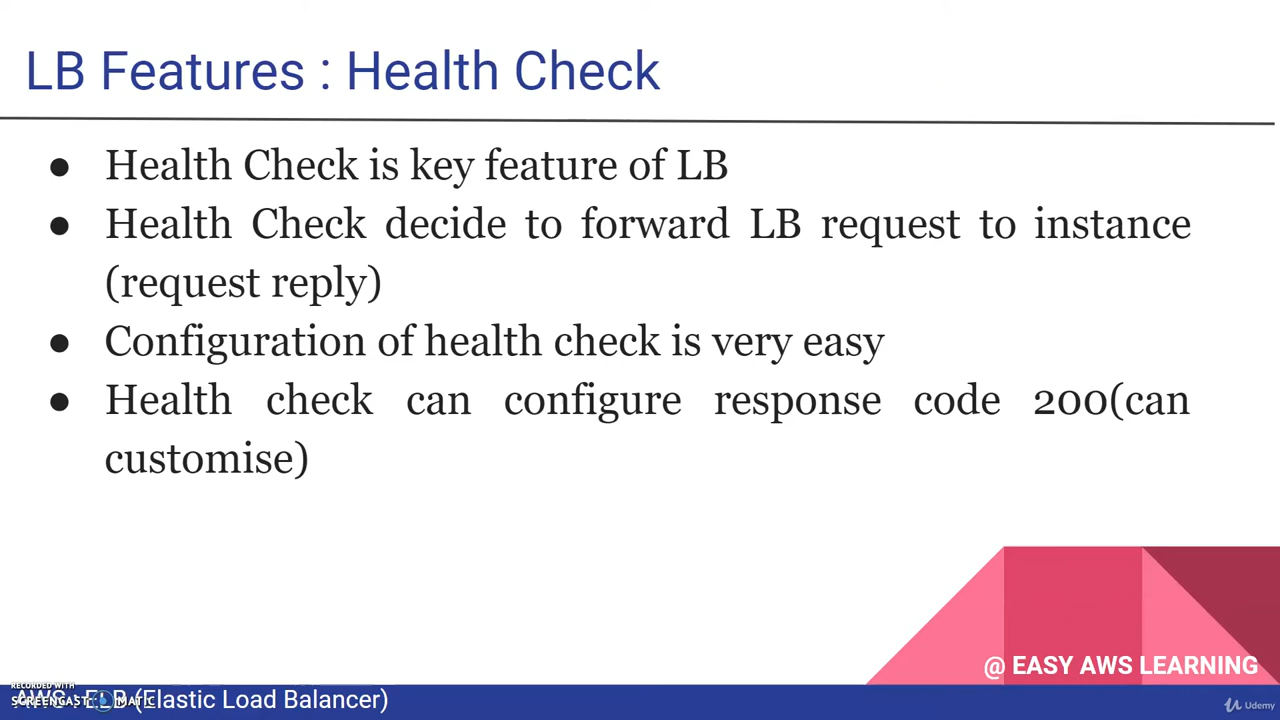 LB Features : Health Check
● Health Check is key feature of LB
● Health Check decide to forward LB request to instance
(request reply)
● Configuration of health check is very easy
● Health check can configure response code 200(can
customise)
@ EASY AWS LEARNING
RECORDED WITH
SCREENCAST MATIC
AWS : ELB (Elastic Load Balancer)
Udemy